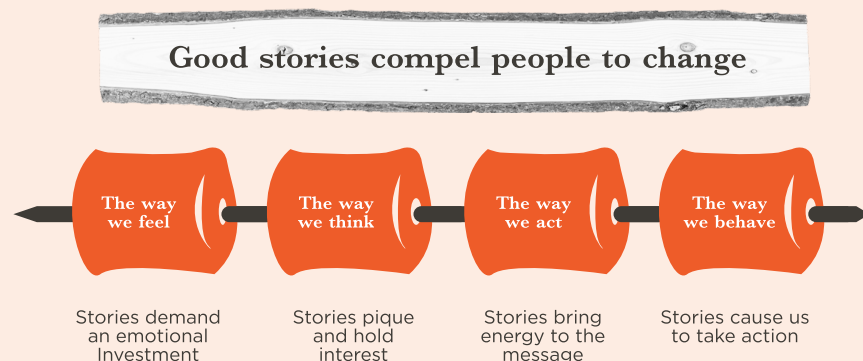 Good stories compel people to change
The way
we feel
The way
we think
The way
we act
The way
we behave
Stories demand
an emotional
Investment
Stories pique
and hold
interest
Stories bring
energy to the
message
Stories cause us
to take action